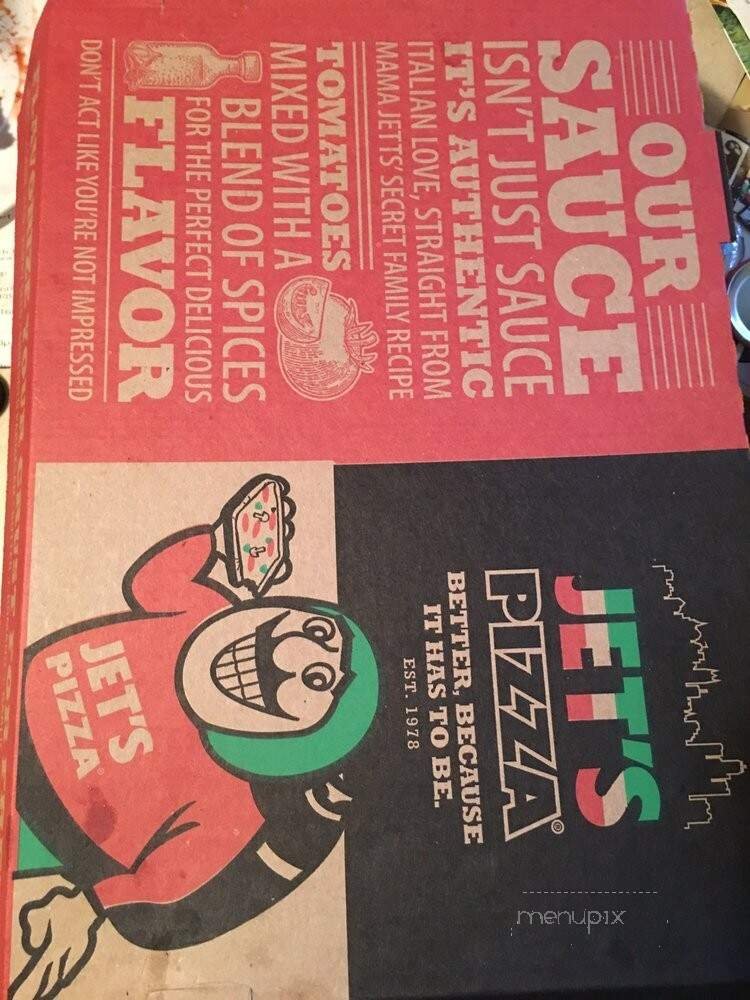 OUR
SAUCE
ISN'T JUST SAUCE
IT'S AUTHENTIC
ITALIAN LOVE, STRAIGHT FROM
MAMA JETTS' SECRET FAMILY RECIPE
TOMATOES
MIXED WITH A
BLEND OF SPICES
FOR THE PERFECT DELICIOUS
FLAVOR
DON'T ACT LIKE YOU'RE NOT IMPRESSED
JET'S
PIZZA®
BETTER, BECAUSE
IT HAS TO BE.
EST. 1978
JET'S
PIZZA®
menupix